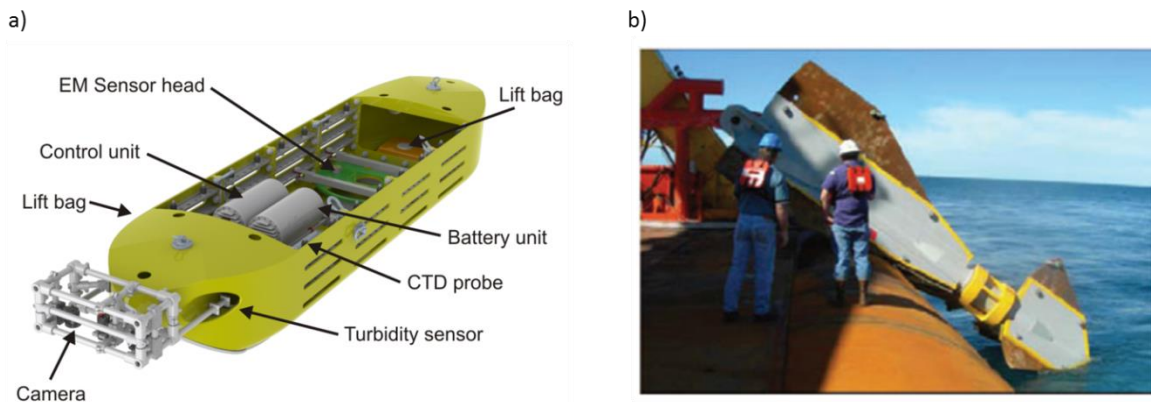 a)
b)
EM Sensor head
Lift bag
Control unit
Lift bag
Battery unit
CTD probe
Turbidity sensor
Camera